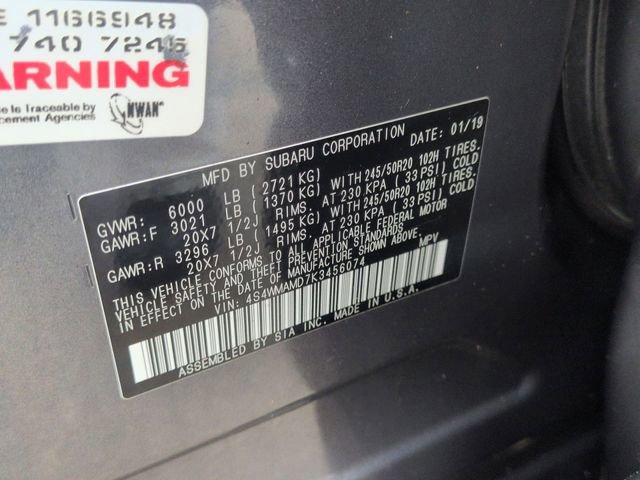 E 1166948
740 7245
ARNING
le is Traceable by
cement Agencies
NWAN
MFD BY SUBARU CORPORATION DATE: 01/19
GVWR: 6000 LB (2721 KG)
GAWR:F 3021 LB (1370 KG) WITH 245/50R20 102H TIRES.
20X7 1/2J RIMS. AT 230 KPA (33 PSI) COLD
GAWR:R 3296 LB (1495 KG) WITH 245/50R20 102H TIRES.
20X7 1/2J RIMS. AT 230 KPA (33 PSI) COLD
THIS VEHICLE CONFORMS TO ALL APPLICABLE FEDERAL MOTOR
VEHICLE SAFETY AND THEFT PREVENTION STANDARDS
IN EFFECT ON THE DATE OF MANUFACTURE SHOWN ABOVE.
VIN: 4S4WMAMD7K3456074 MPV
ASSEMBLED BY SIA INC. MADE IN U.S.A.